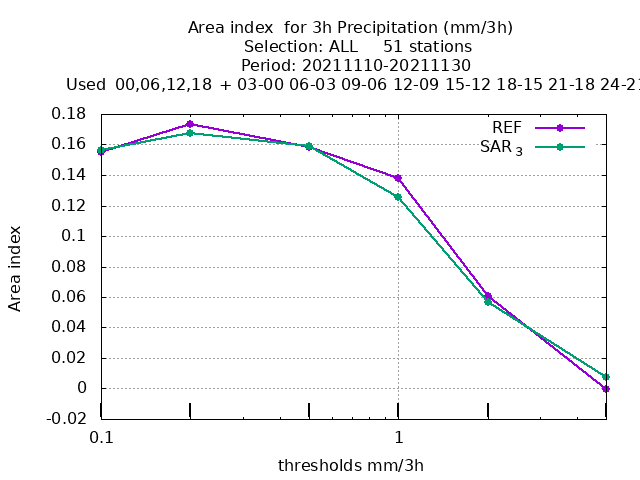 Area index  for 3h Precipitation (mm/3h)
Selection: ALL     51 stations
Period: 20211110-20211130
Used  00,06,12,18  + 03-00 06-03 09-06 12-09 15-12 18-15 21-18 24-21
REF
SAR 3
0.18
0.16
0.14
0.12
0.1
0.08
0.06
0.04
0.02
0
-0.02
Area index
0.1
1
thresholds mm/3h